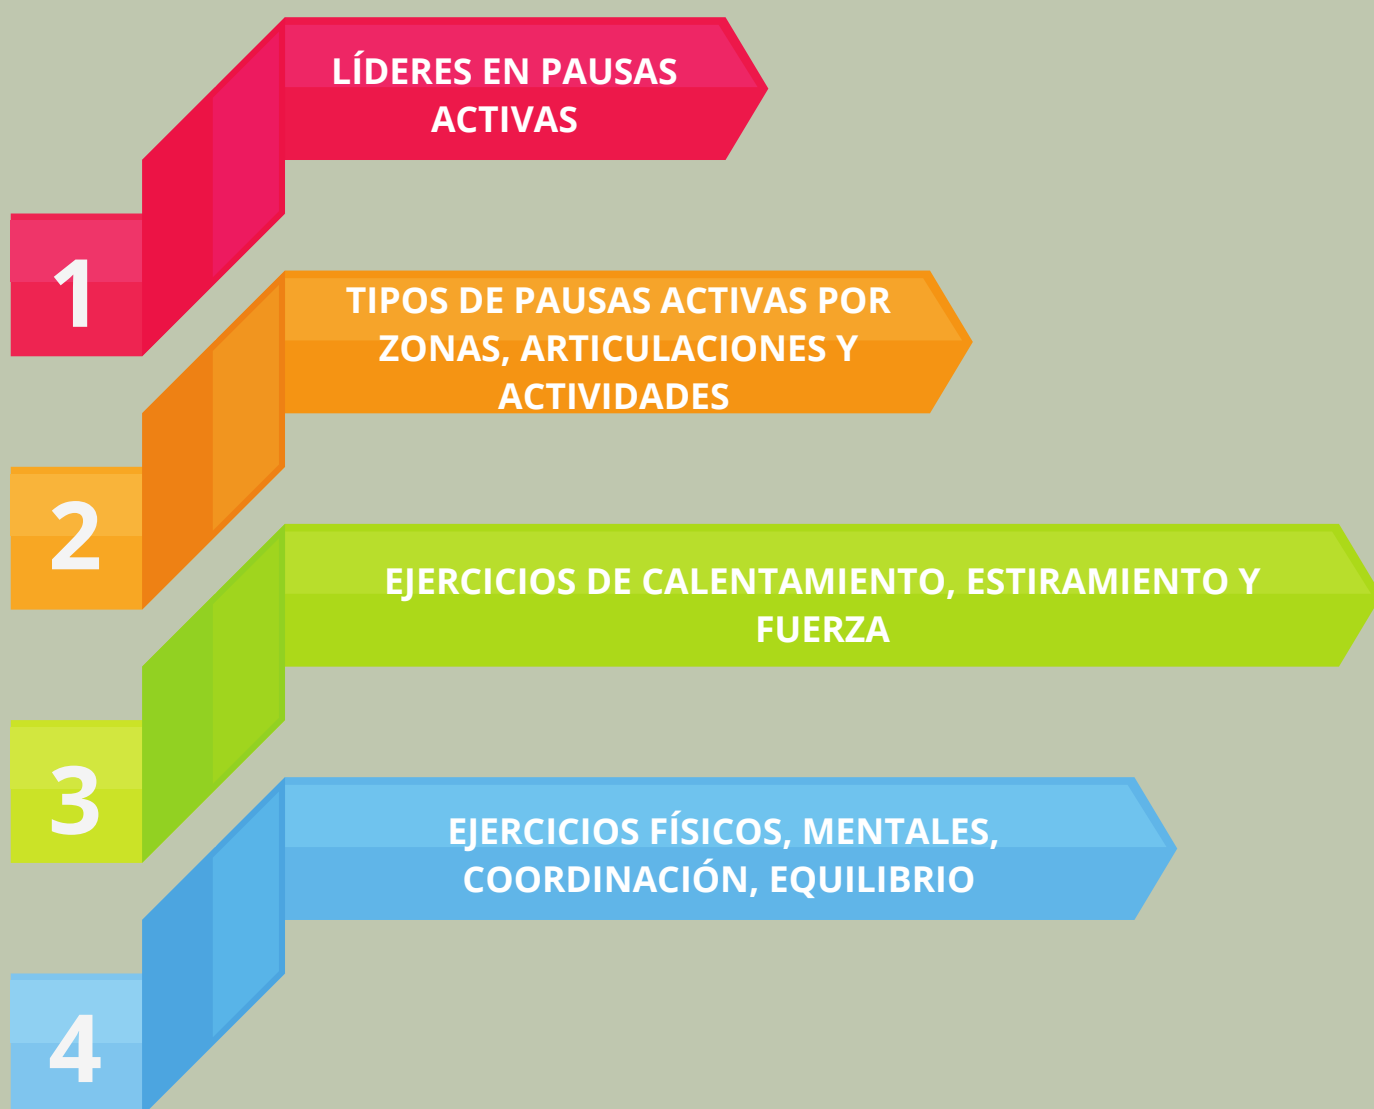 1
LÍDERES EN PAUSAS
ACTIVAS
2
TIPOS DE PAUSAS ACTIVAS POR
ZONAS, ARTICULACIONES Y
ACTIVIDADES
3
EJERCICIOS DE CALENTAMIENTO, ESTIRAMIENTO Y
FUERZA
4
EJERCICIOS FÍSICOS, MENTALES,
COORDINACIÓN, EQUILIBRIO